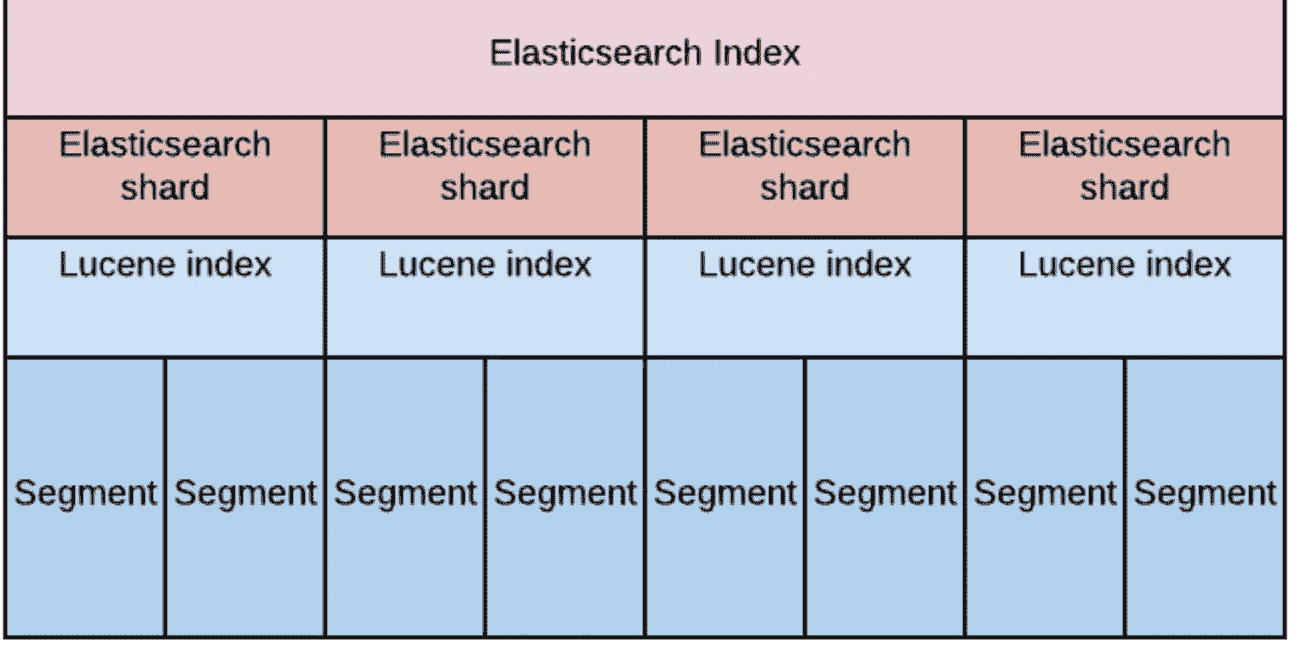 Elasticsearch Index
Elasticsearch shard
Elasticsearch shard
Elasticsearch shard
Elasticsearch shard
Lucene index
Lucene index
Lucene index
Lucene index
Segment
Segment
Segment
Segment
Segment
Segment
Segment
Segment